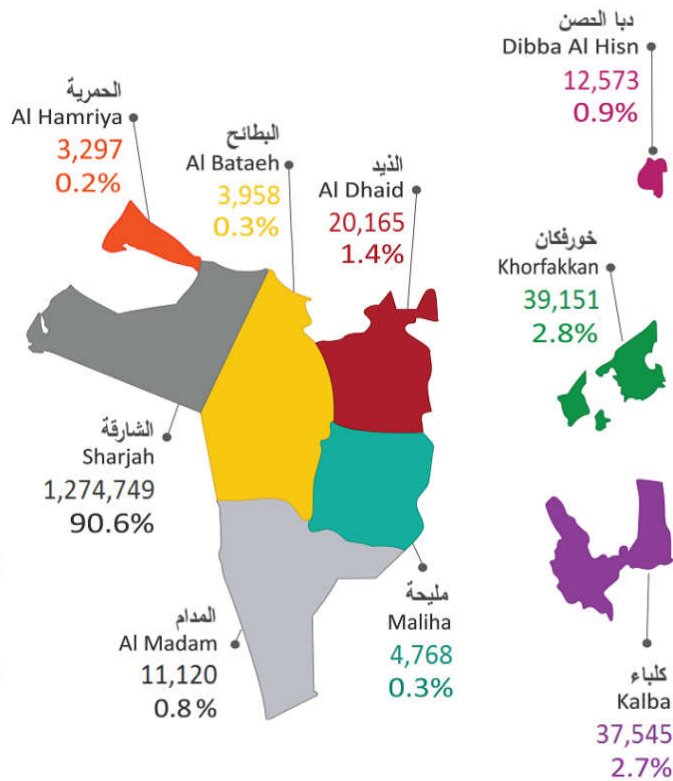 الحمرية
Al Hamriya
3,297
0.2%
البطائح
Al Bataeh
3,958
0.3%
الذيد
Al Dhaid
20,165
1.4%
دبا الحصن
Dibba Al Hisn
12,573
0.9%
خورفكان
Khorfakkan
39,151
2.8%
الشارقة
Sharjah
1,274,749
90.6%
المدام
Al Madam
11,120
0.8%
مليحة
Maliha
4,768
0.3%
كلباء
Kalba
37,545
2.7%